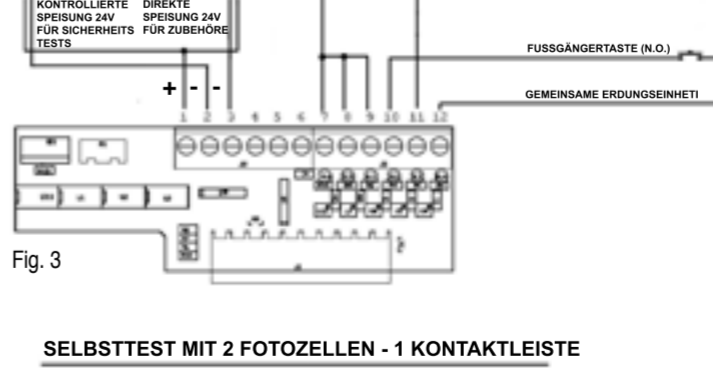 KONTROLLIERTE DIREKTE
SPEISUNG 24V SPEISUNG 24V
FÜR SICHERHEITS FÜR ZUBEHÖRE
TESTS
FUSSGÄNGERTASTE (N.O.)
GEMEINSAME ERDUNGSEINHETI
+ - -
1 2 3 4 5 6 7 8 9 10 11 12
Fig. 3
SELBSTTEST MIT 2 FOTOZELLEN - 1 KONTAKTLEISTE